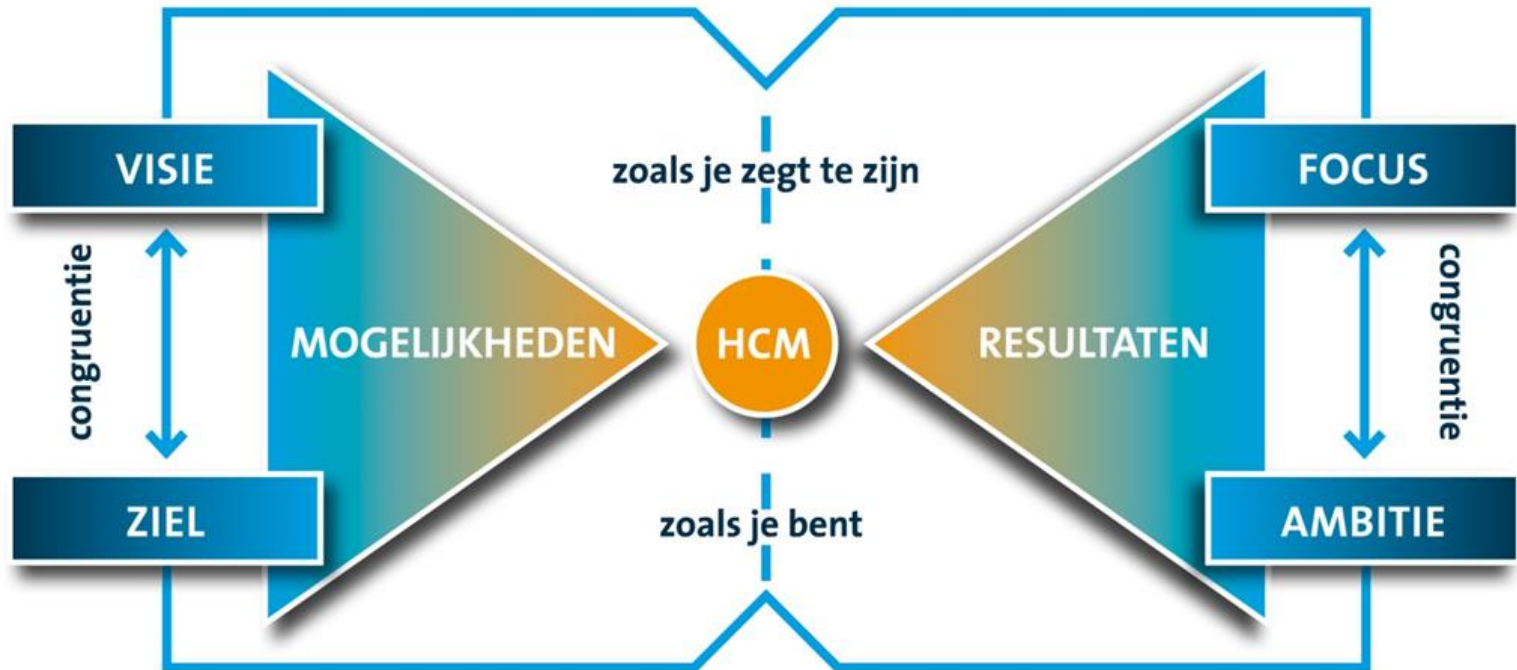 VISIE
zoals je zegt te zijn
FOCUS
congruentie
MOGELIJKHEDEN
HCM
RESULTATEN
congruentie
ZIEL
zoals je bent
AMBITIE